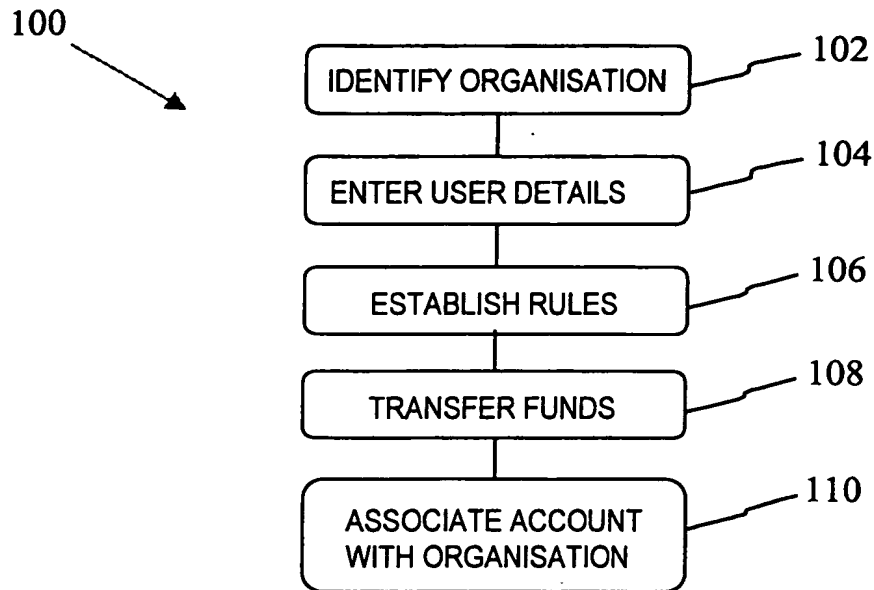 100
IDENTIFY ORGANISATION
102
ENTER USER DETAILS
104
ESTABLISH RULES
106
TRANSFER FUNDS
108
ASSOCIATE ACCOUNT
WITH ORGANISATION
110